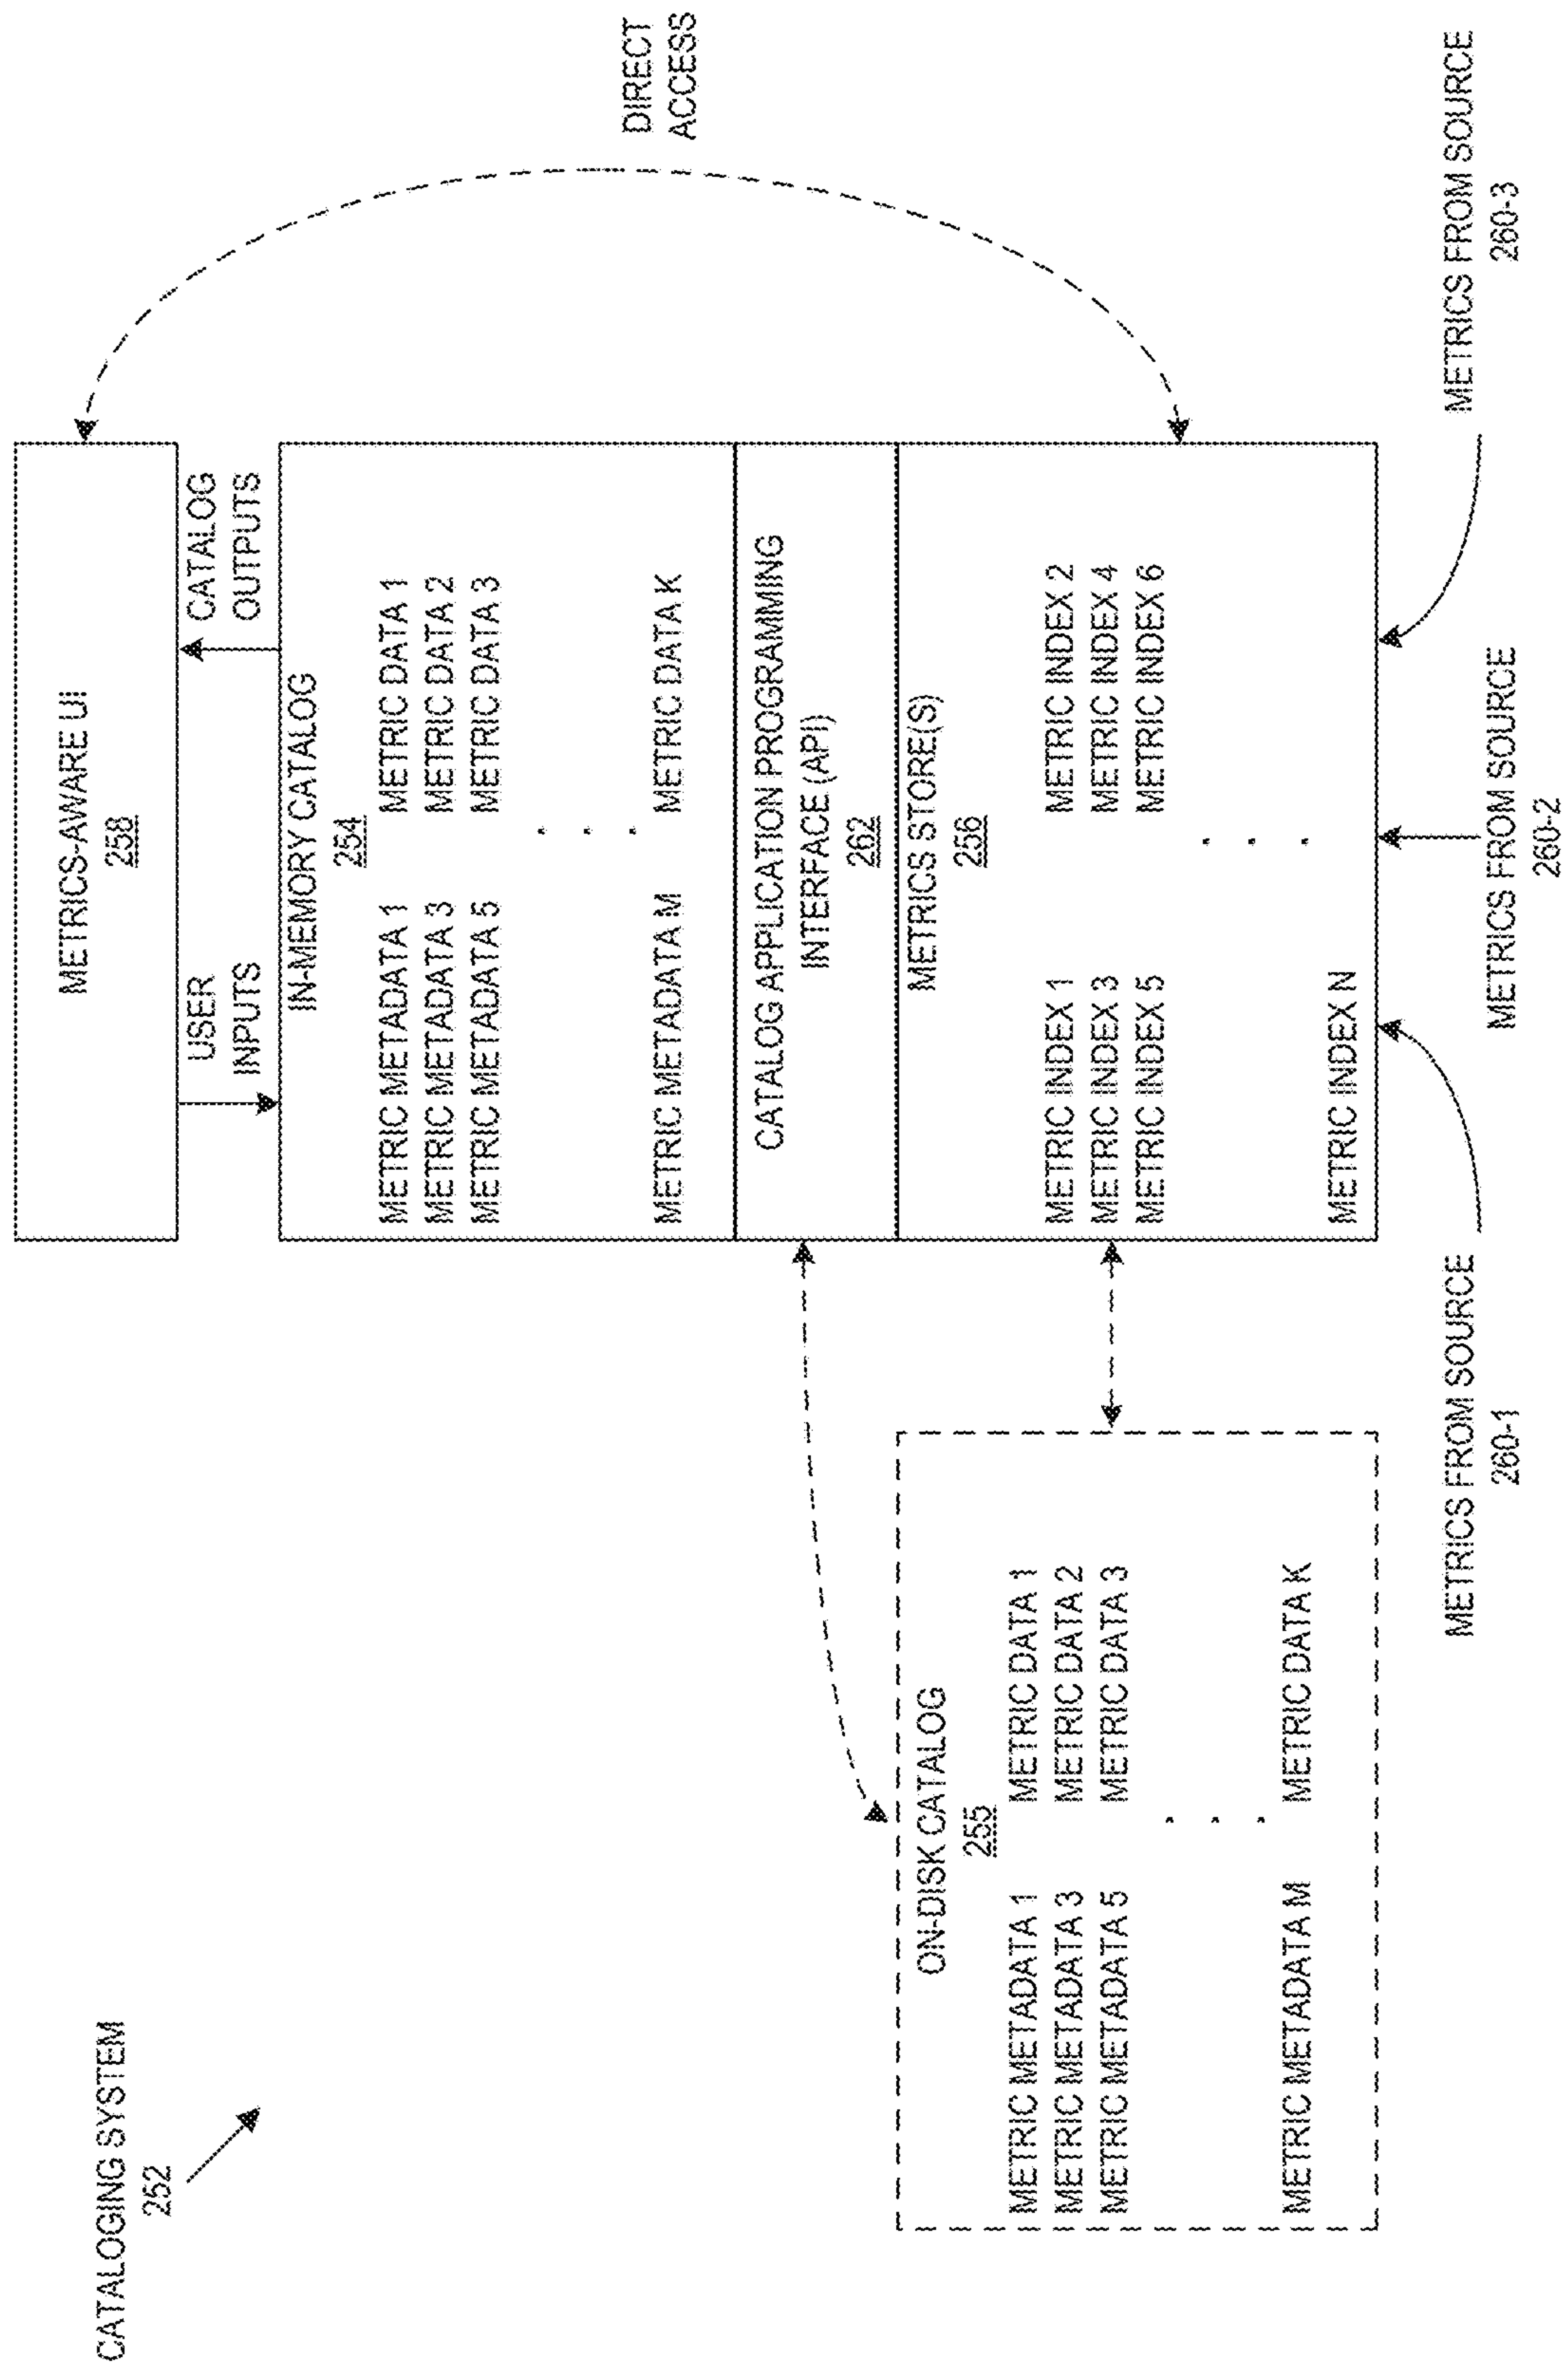 CATALOGING SYSTEM
252
METRICS-AWARE UI
258
USER
INPUTS
CATALOG
OUTPUTS
IN-MEMORY CATALOG
254
METRIC METADATA 1 METRIC DATA 1
METRIC METADATA 3 METRIC DATA 2
METRIC METADATA 5 METRIC DATA 3
. . .
METRIC METADATA M METRIC DATA K
DIRECT
ACCESS
CATALOG APPLICATION PROGRAMMING
INTERFACE (API)
262
ON-DISK CATALOG
255
METRIC METADATA 1 METRIC DATA 1
METRIC METADATA 3 METRIC DATA 2
METRIC METADATA 5 METRIC DATA 3
. . .
METRIC METADATA M METRIC DATA K
METRICS STORE(S)
256
METRIC INDEX 1 METRIC INDEX 2
METRIC INDEX 3 METRIC INDEX 4
METRIC INDEX 5 METRIC INDEX 6
. . .
METRIC INDEX N
METRICS FROM SOURCE
260-1
METRICS FROM SOURCE
260-2
METRICS FROM SOURCE
260-3